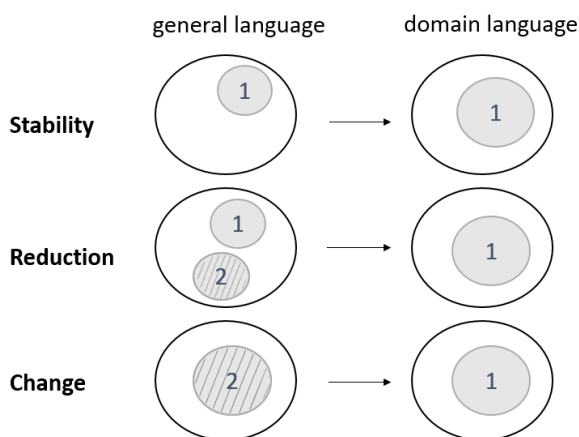 general language domain language
1 1
Stability
1
Reduction 1
2
Change 2 1